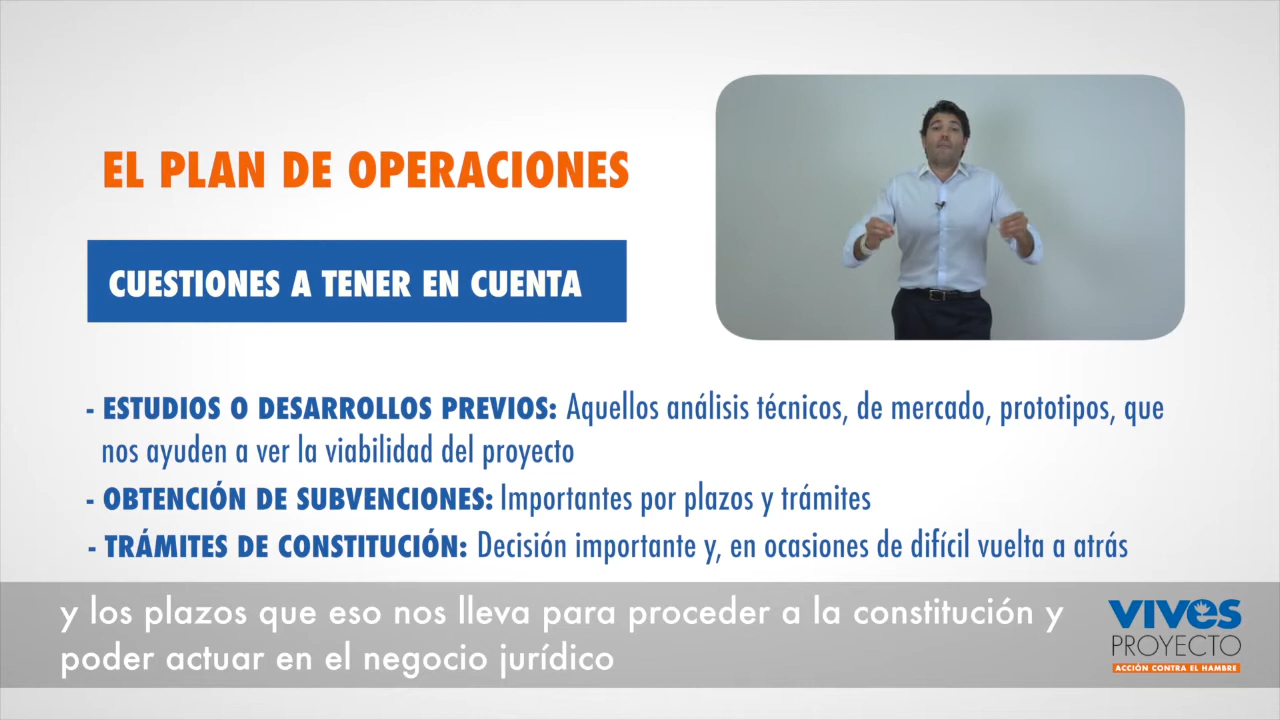 EL PLAN DE OPERACIONES
CUESTIONES A TENER EN CUENTA
- ESTUDIOS O DESARROLLOS PREVIOS: Aquellos análisis técnicos, de mercado, prototipos, que
nos ayuden a ver la viabilidad del proyecto
- OBTENCIÓN DE SUBVENCIONES: Importantes por plazos y trámites
- TRÁMITES DE CONSTITUCIÓN: Decisión importante y, en ocasiones de difícil vuelta a atrás
y los plazos que eso nos lleva para proceder a la constitución y
poder actuar en el negocio jurídico
VIVES
PROYECTO
ACCIÓN CONTRA EL HAMBRE